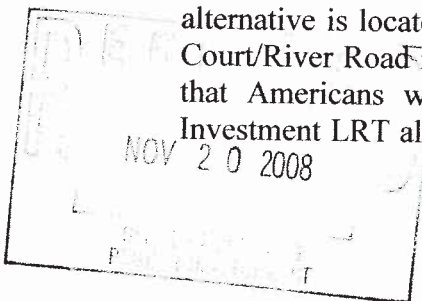 alternative is locate
Court/River Road
that Americans w
Investment LRT al
NOV 20 2008